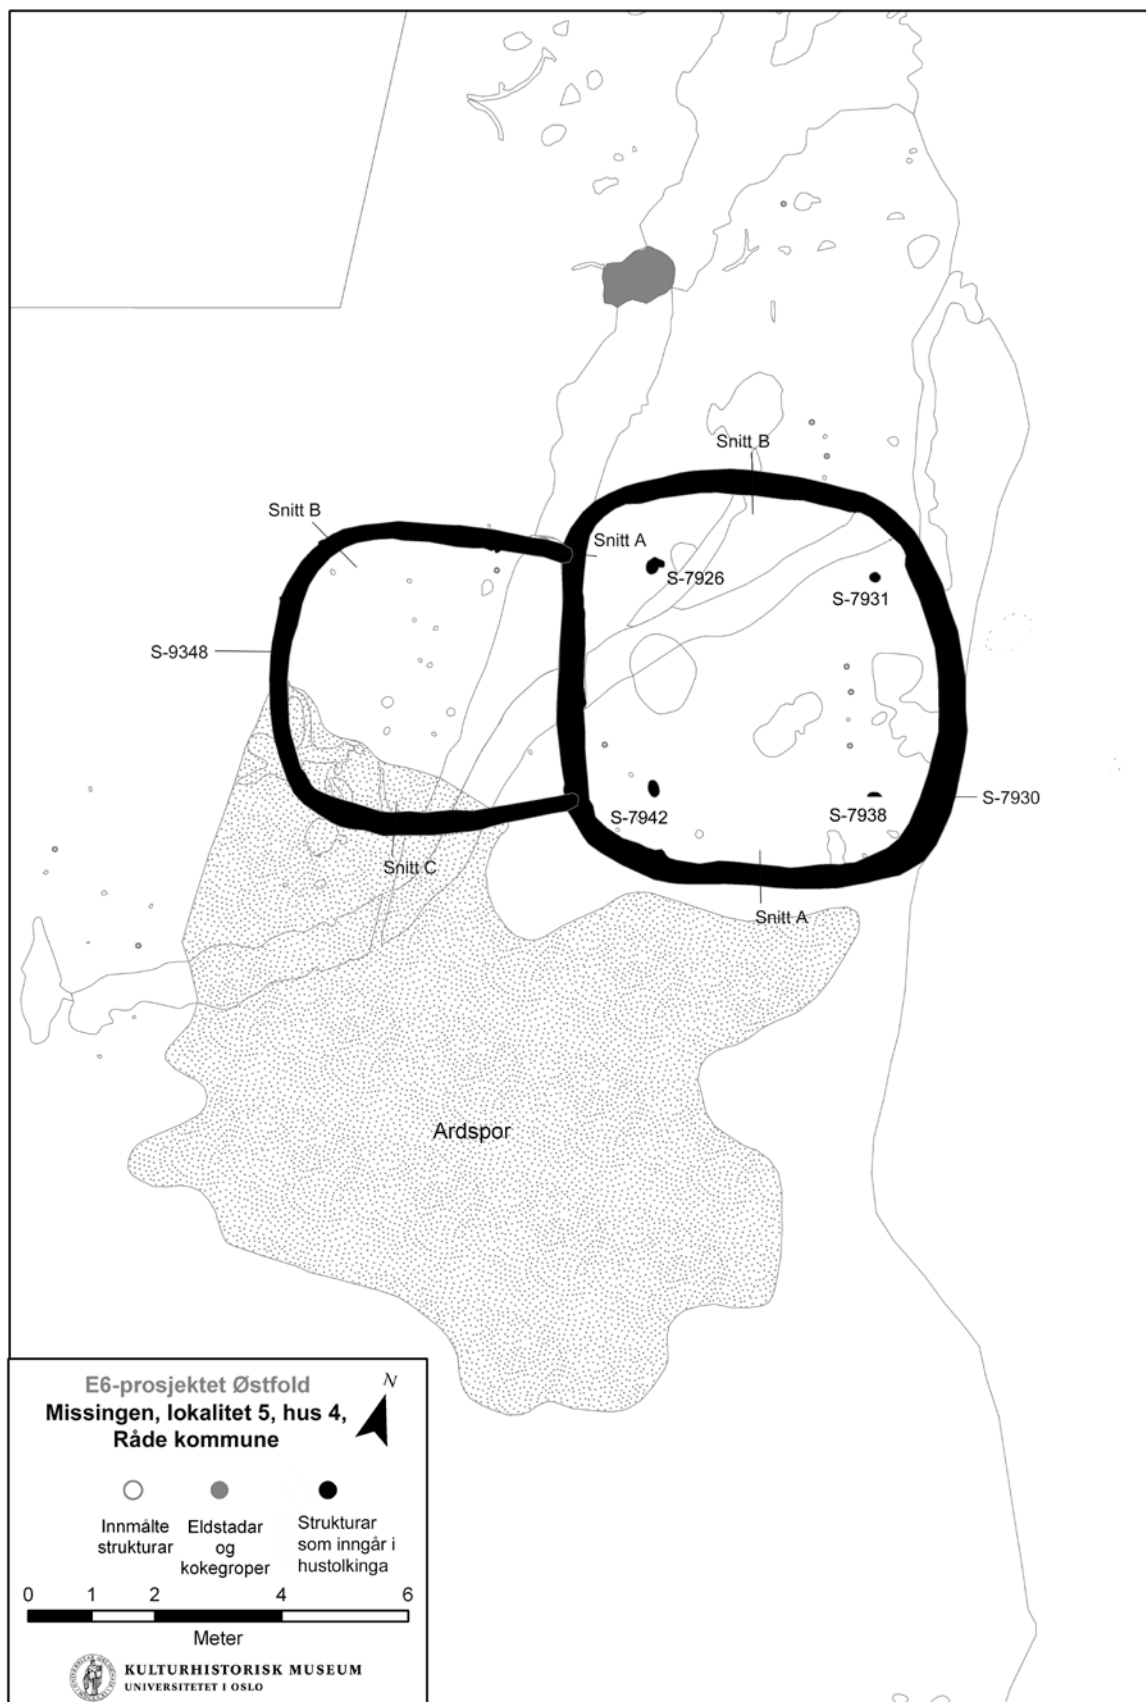 Snitt B
Snitt B
Snitt A
S-7926
S-7931
S-9348
S-7942
S-7938
S-7930
Snitt C
Snitt A
Ardspor
E6-prosjektet Østfold
N
Missingen, lokalitet 5, hus 4,
Råde kommune
Innmålte
strukturar
Eldstadar
og
kokegroper
Strukturar
som inngår i
hustolkinga
0 1 2 4 6
Meter
KULTURHISTORISK MUSEUM
UNIVERSITETET I OSLO